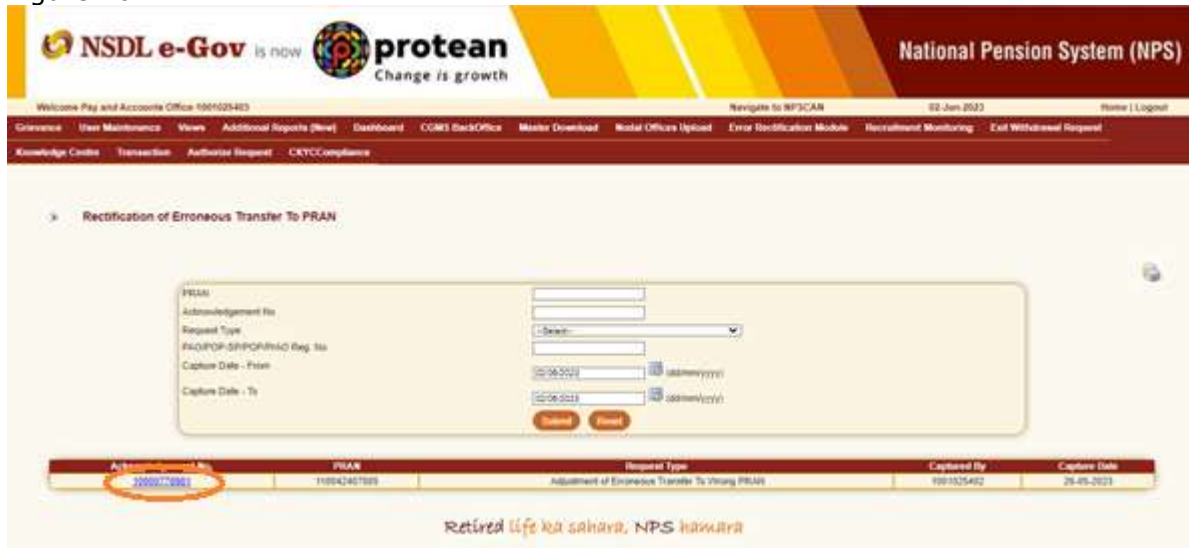 NSDL e-Gov is now protean
Change is growth
National Pension System (NPS)
Welcome Pay and Accounts Office 1001025403 Navigate to NPSCAN 02-Jun-2023 Home | Logout
Grievance User Maintenance Views Additional Reports (New) Dashboard CGMS BackOffice Master Download Nodal Offices Upload Error Rectification Module Recruitment Monitoring Exit Withdrawal Request
Knowledge Centre Transaction Authorize Request CKYCCompliance
» Rectification of Erroneous Transfer To PRAN
PRAN
Acknowledgement No
Request Type --Select--
PAO/POP-SP/POP/PrAO Reg. No
Capture Date - From (dd/mm/yyyy)
Capture Date - To (dd/mm/yyyy)
Submit Reset
PRAN Request Type Captured By Capture Date
Adjustment of Erroneous Transfer To Wrong PRAN 1001025402 26-05-2023
Retired life ka sahara, NPS hamara